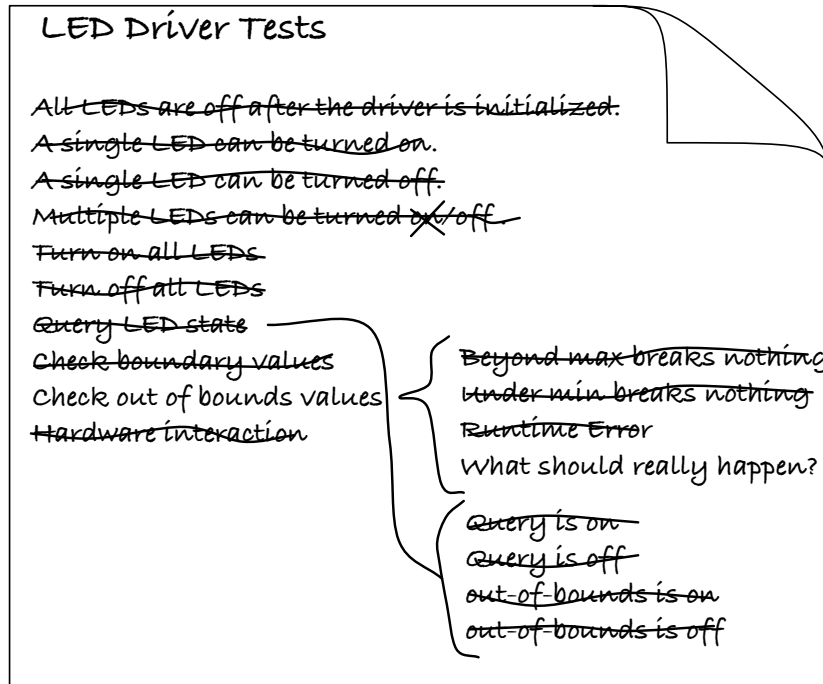 LED Driver Tests
All LEDs are off after the driver is initialized.
A single LED can be turned on.
A single LED can be turned off.
Multiple LEDs can be turned on/off.
Turn on all LEDs
Turn off all LEDs
Query LED state
Check boundary values
Check out of bounds values
Hardware interaction
Beyond max breaks nothing
Under min breaks nothing
Runtime Error
What should really happen?
Query is on
Query is off
out-of-bounds is on
out-of-bounds is off